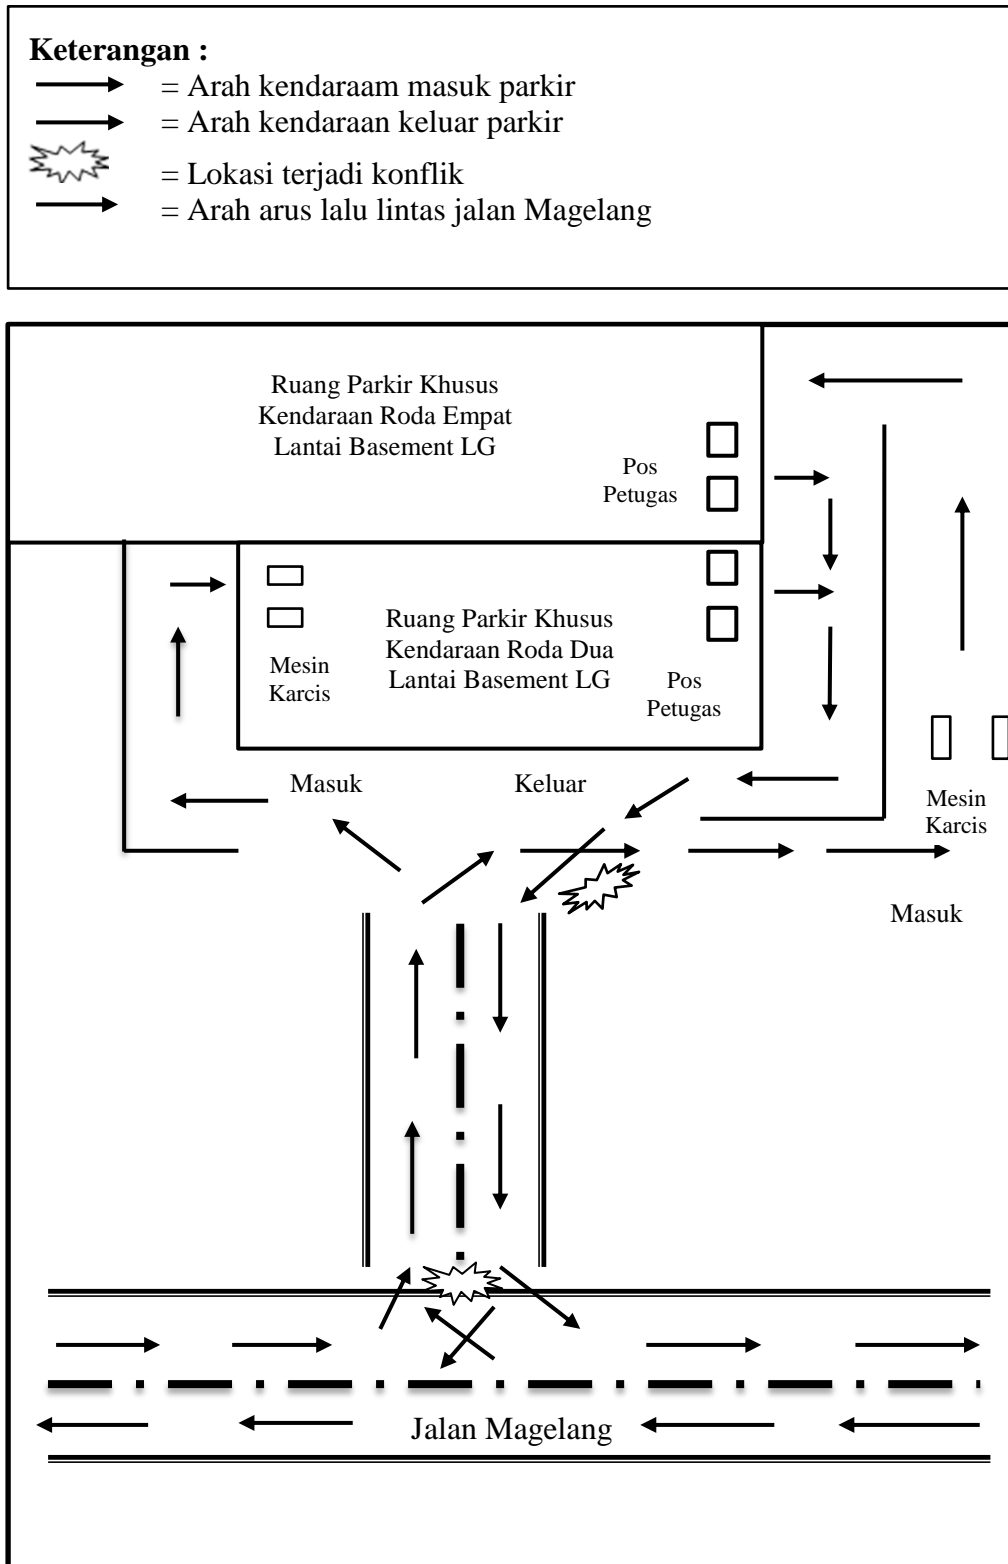 Keterangan :
= Arah kendaraam masuk parkir
= Arah kendaraan keluar parkir
= Lokasi terjadi konflik
= Arah arus lalu lintas jalan Magelang
Ruang Parkir Khusus
Kendaraan Roda Empat
Lantai Basement LG
Pos
Petugas
Ruang Parkir Khusus
Kendaraan Roda Dua
Lantai Basement LG
Mesin
Karcis
Pos
Petugas
Masuk
Keluar
Mesin
Karcis
Masuk
Jalan Magelang